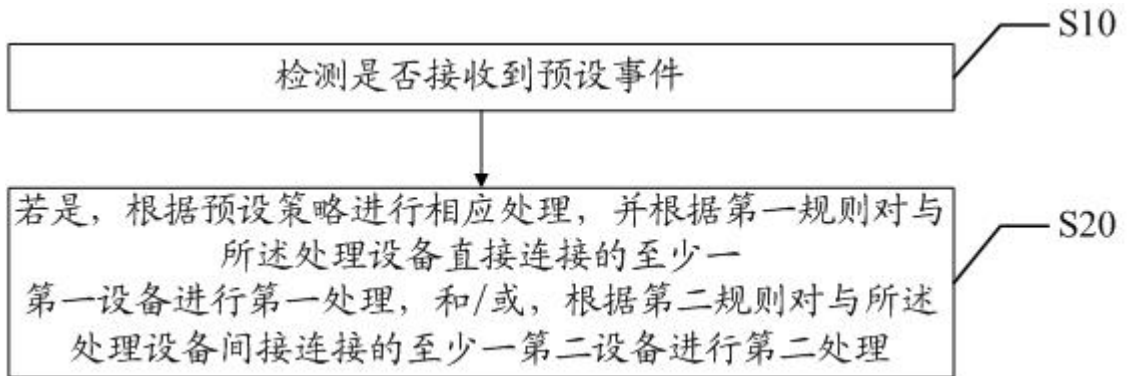 S10
检测是否接收到预设事件
若是，根据预设策略进行相应处理，并根据第一规则对与
所述处理设备直接连接的至少一
第一设备进行第一处理，和/或，根据第二规则对与所述
处理设备间接连接的至少一第二设备进行第二处理
S20